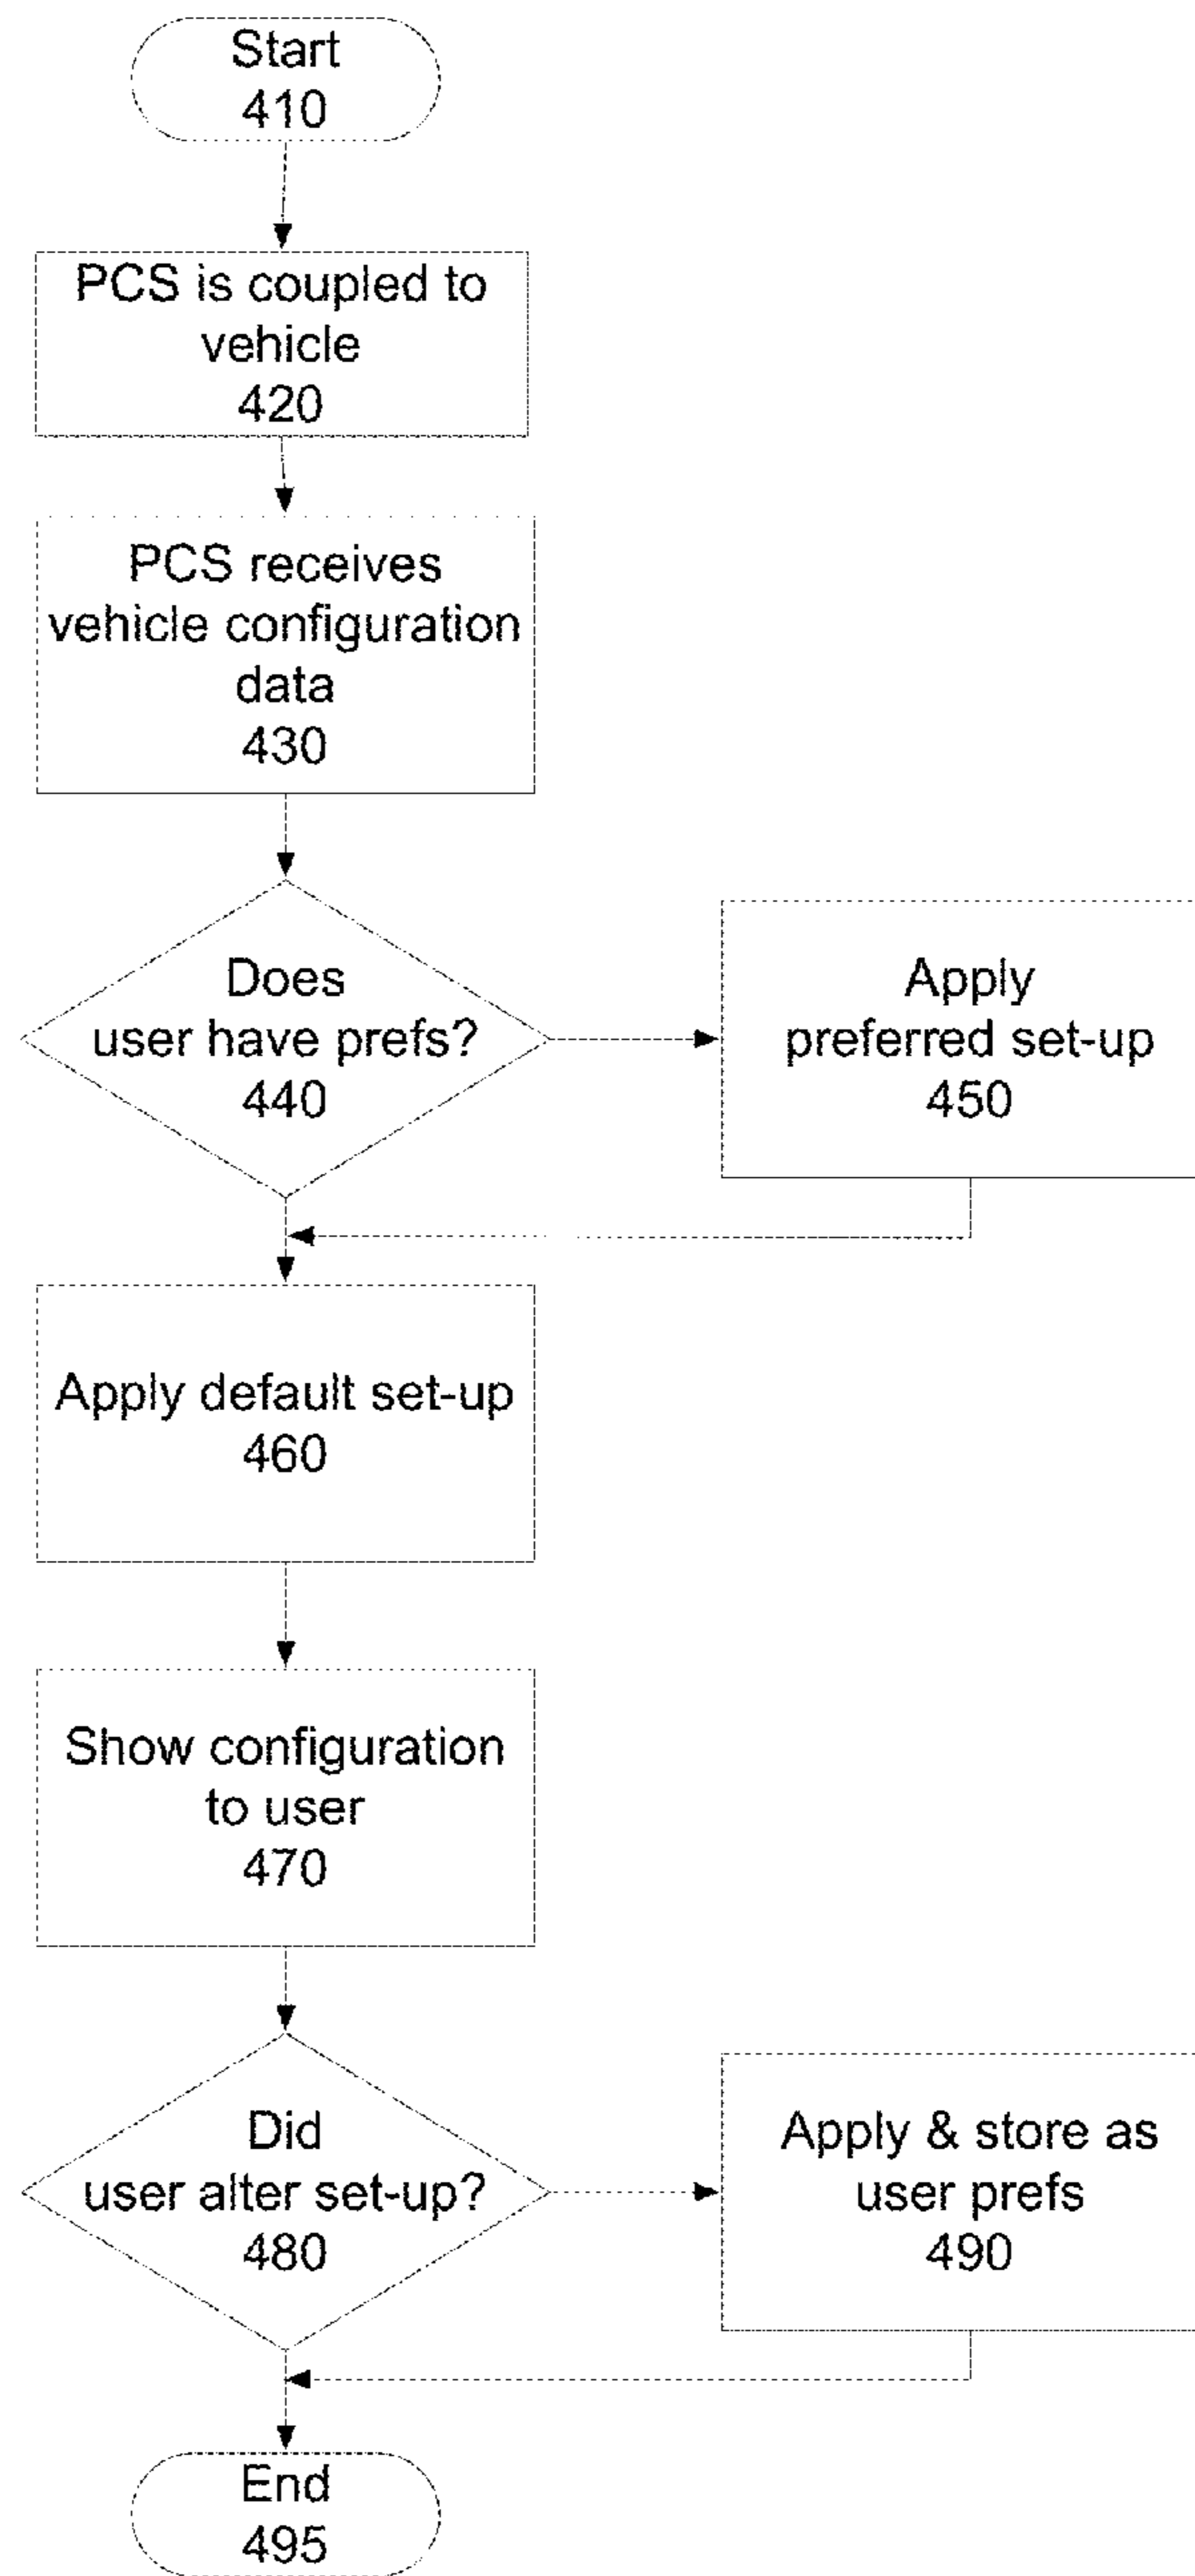 Start
410
PCS is coupled to
vehicle
420
PCS receives
vehicle configuration
data
430
Does
user have prefs?
440
Apply
preferred set-up
450
Apply default set-up
460
Show configuration
to user
470
Did
user alter set-up?
480
Apply & store as
user prefs
490
End
495